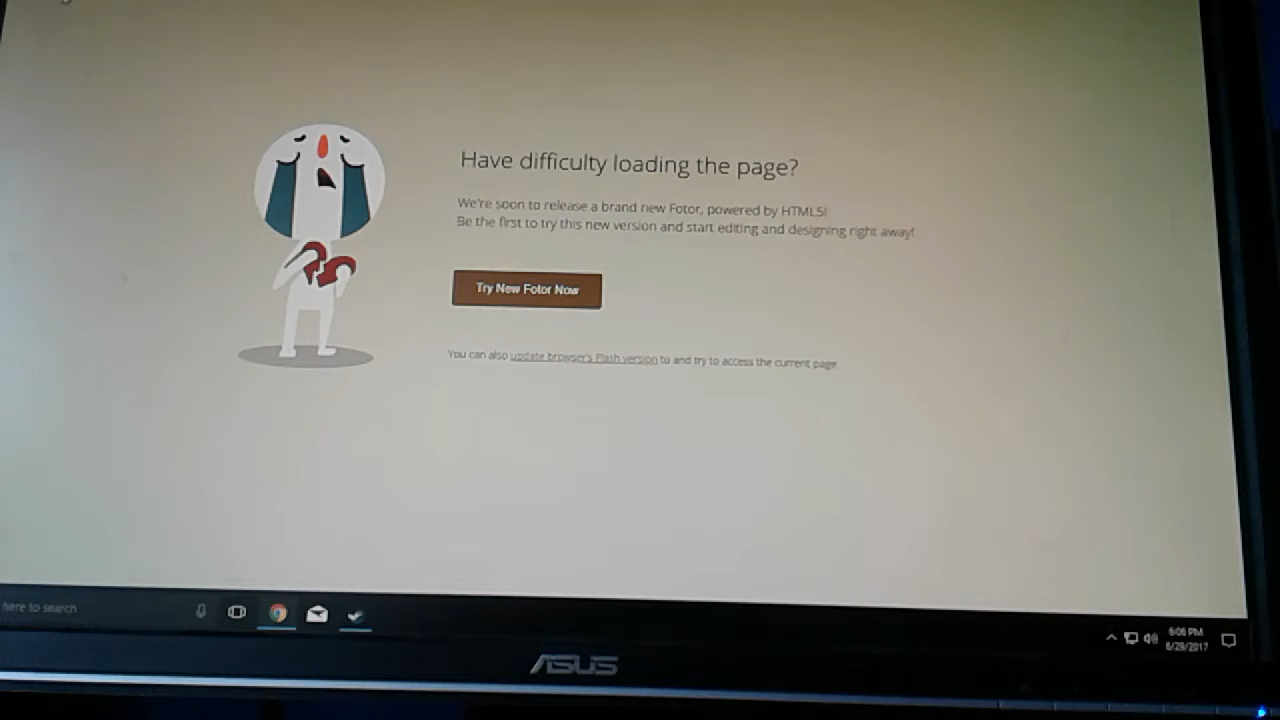 Have difficulty loading the page?
We're soon to release a brand new Fotor, powered by HTML5!
Be the first to try this new version and start editing and designing right away!
Try New Fotor Now
You can also update browser's Flash version to and try to access the current page
here to search
6:06 PM
6/29/2017
ASUS